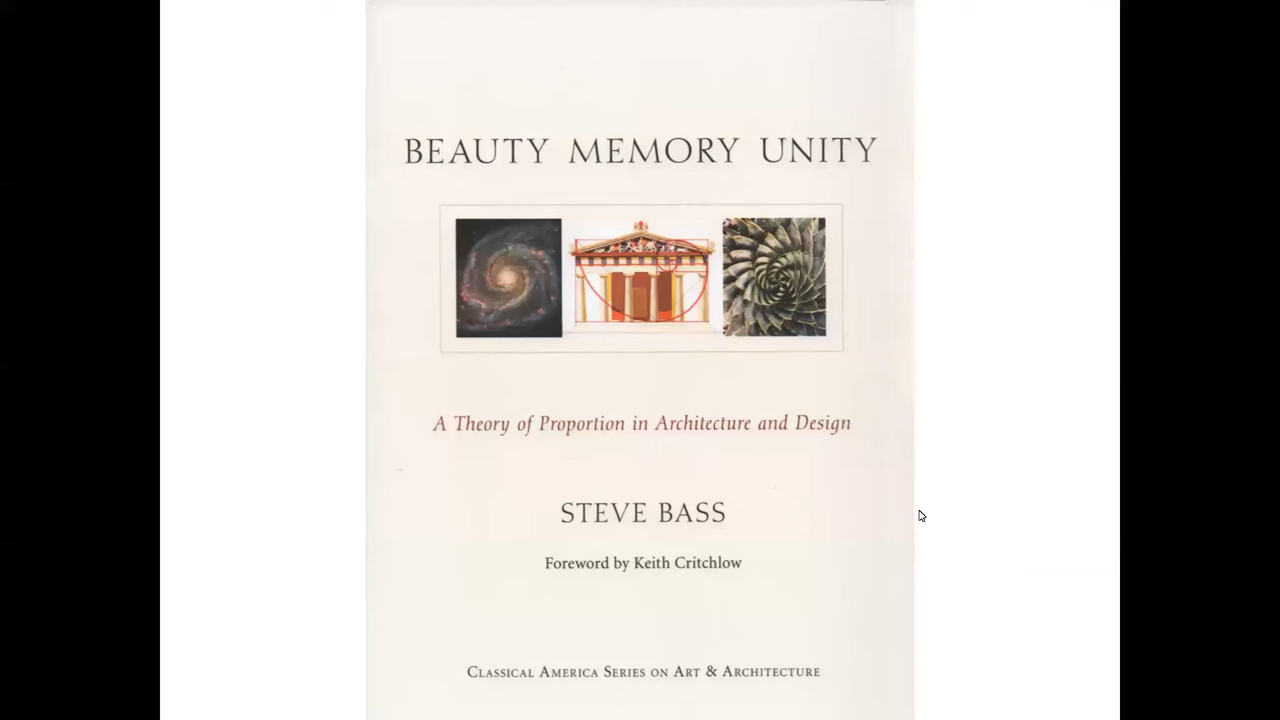 BEAUTY MEMORY UNITY
A Theory of Proportion in Architecture and Design
STEVE BASS
Foreword by Keith Critchlow
CLASSICAL AMERICA SERIES ON ART & ARCHITECTURE